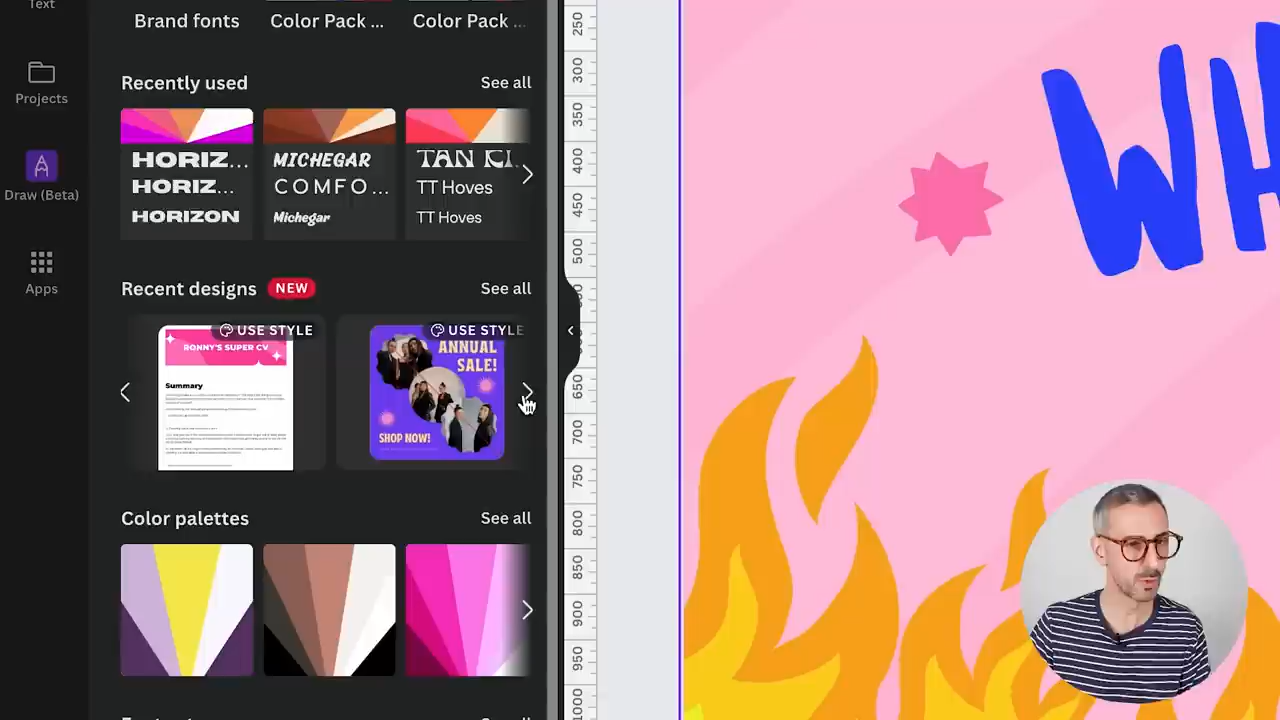 Text
Brand fonts
Color Pack ...
Color Pack ...
Projects
Draw (Beta)
Apps
Recently used
See all
HORIZ...
HORIZ...
HORIZON
MICHEGAR
COMFO...
Michegar
TT Hoves
TT Hoves
Recent designs
NEW
See all
USE STYLE
RONNY'S SUPER CV
Summary
USE STYLE
ANNUAL
SALE!
SHOP NOW!
Color palettes
See all
250
300
350
400
450
500
650
700
750
800
850
900
950
1000
WH